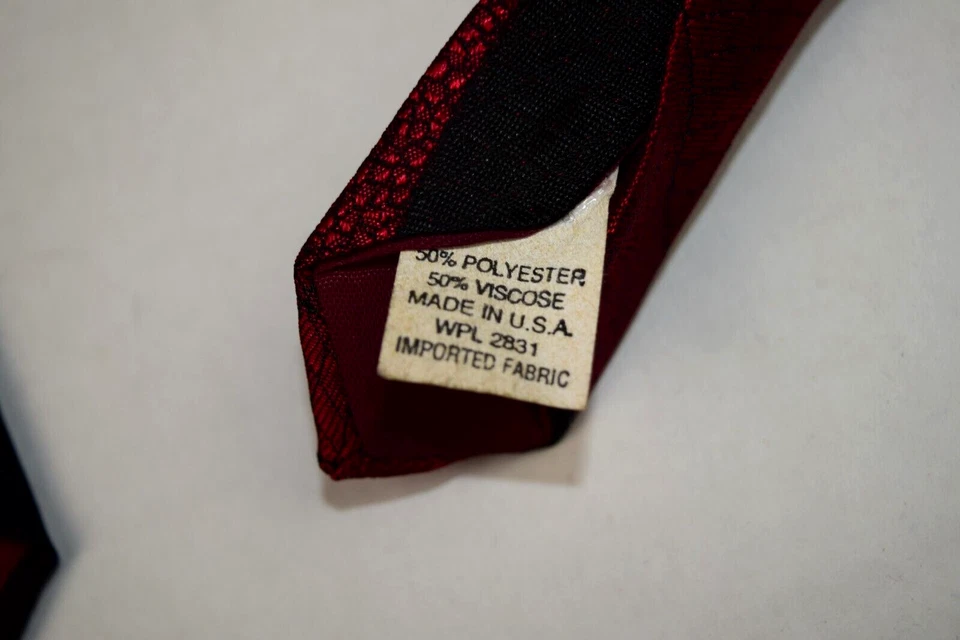 50% POLYESTER
50% VISCOSE
MADE IN U.S.A.
WPL 2831
IMPORTED FABRIC